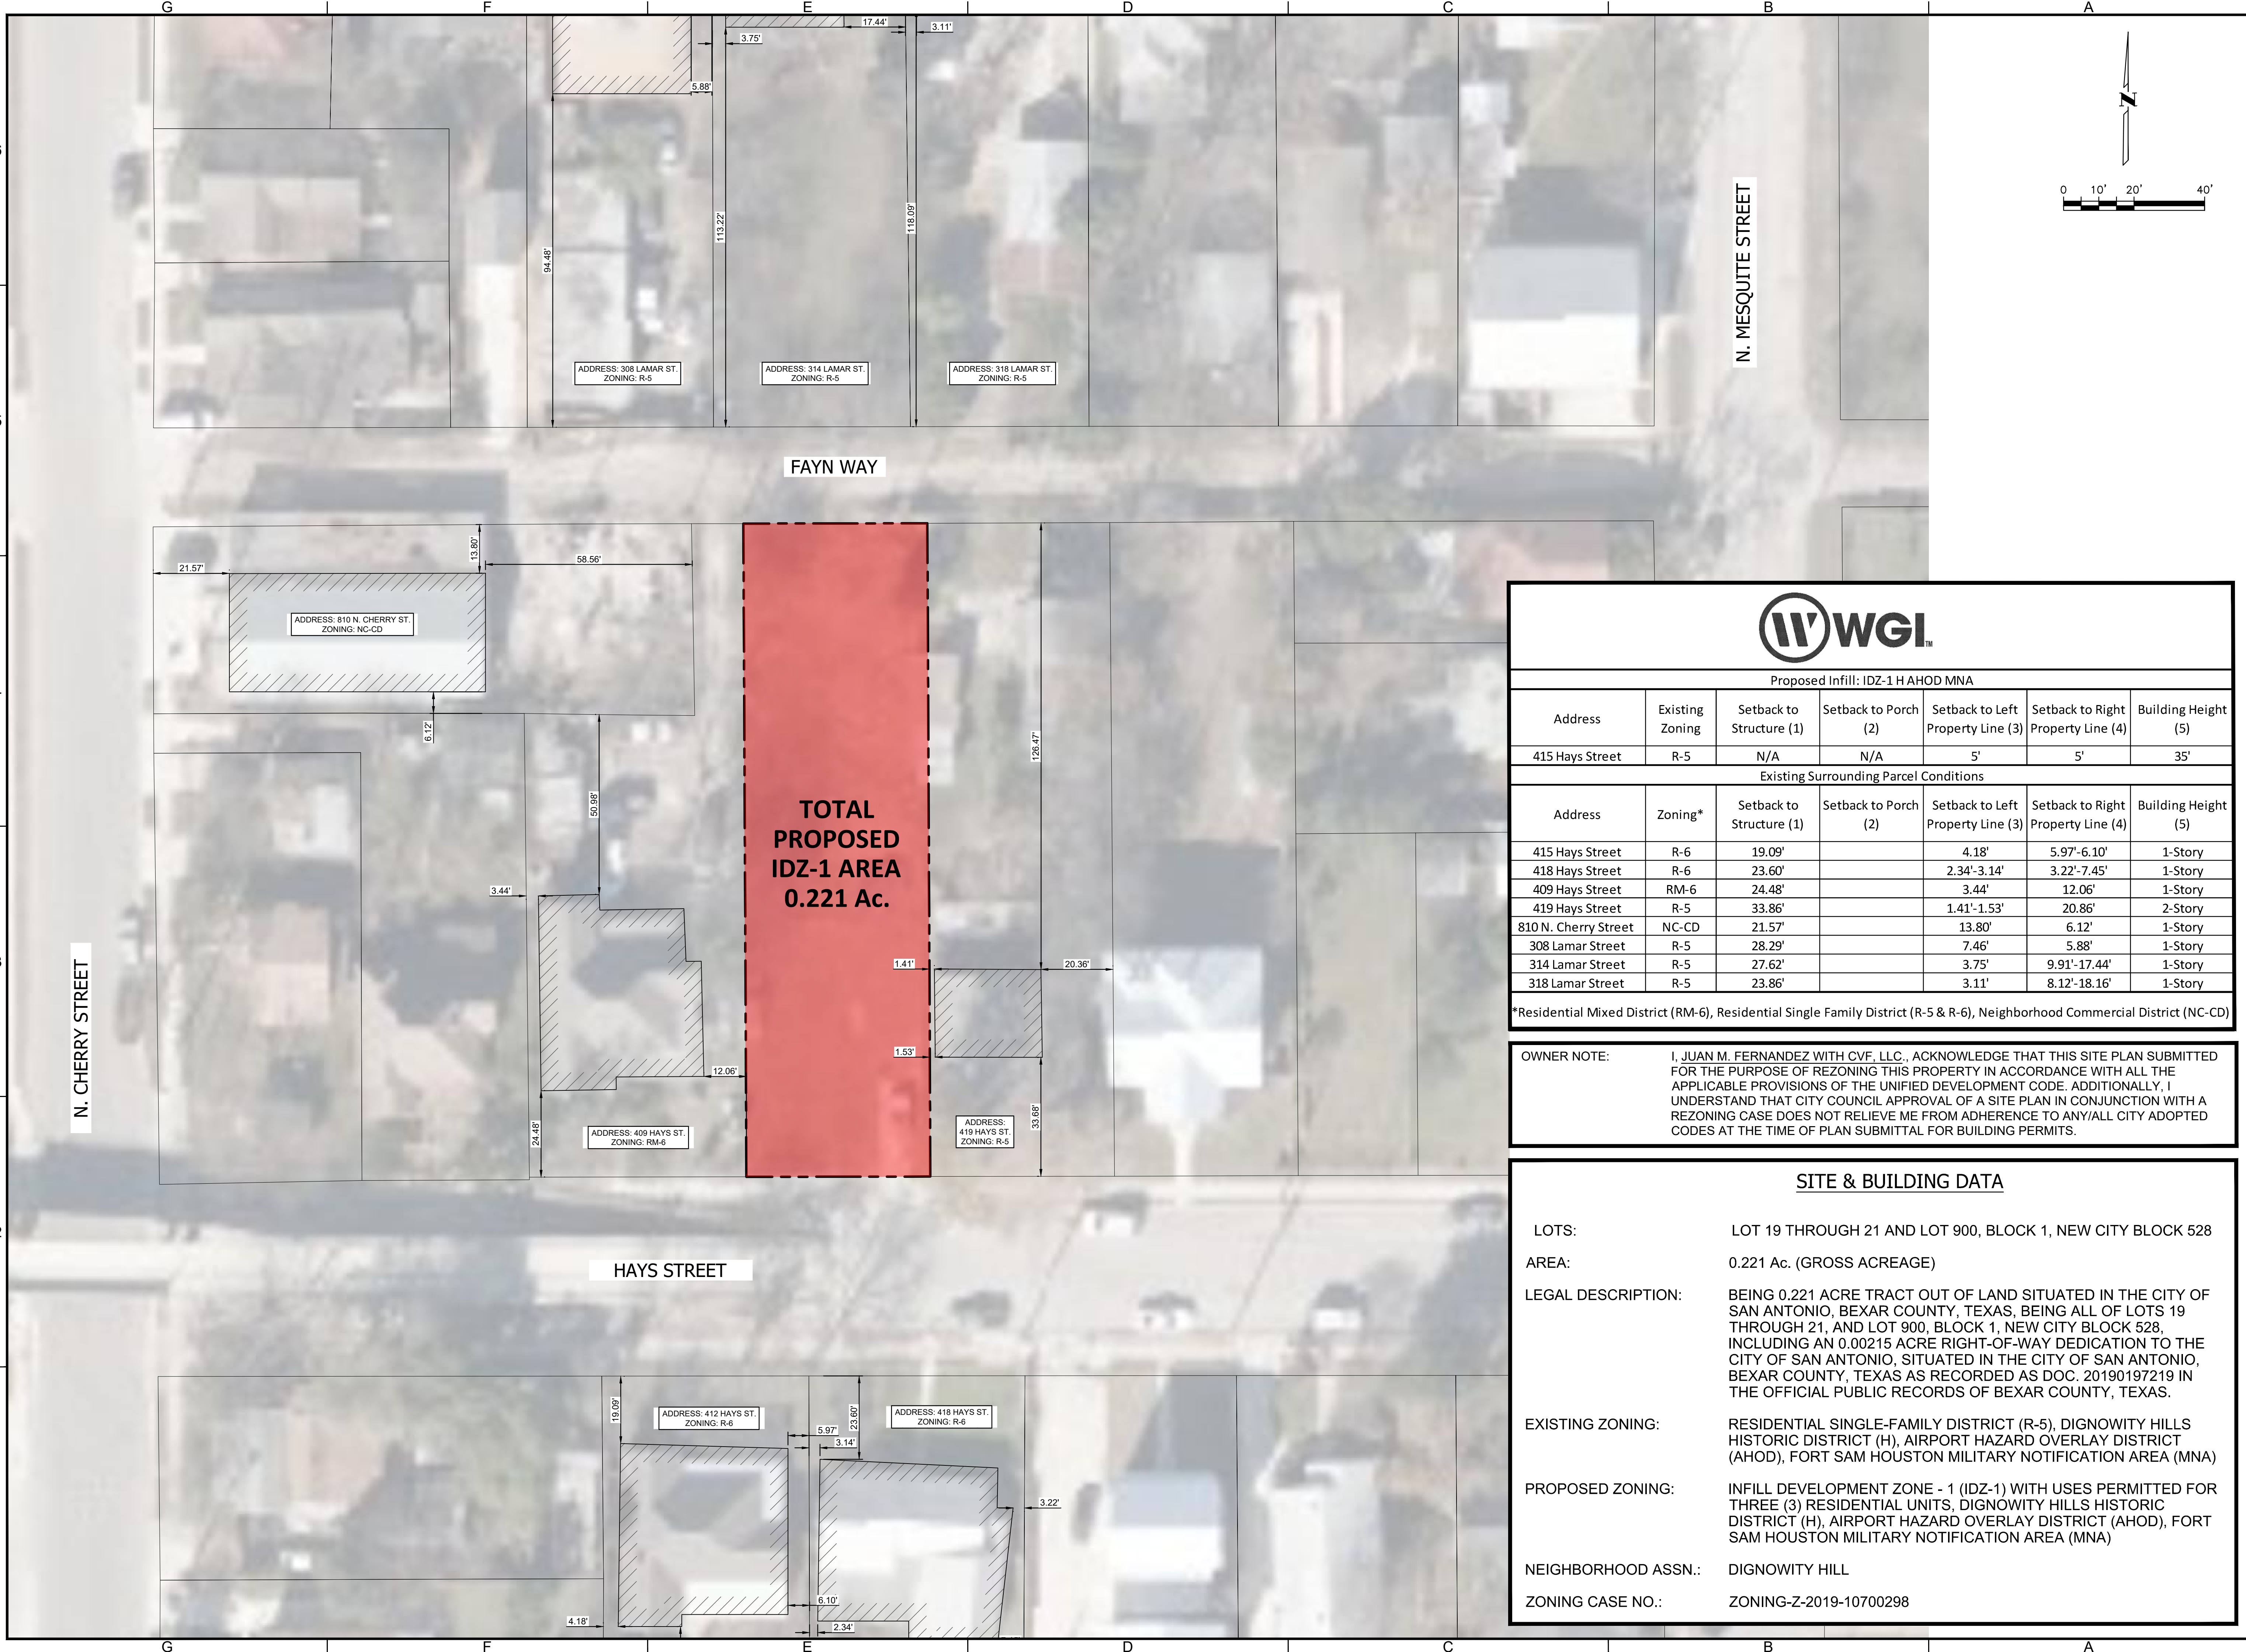 G F E D C B A
17.44'
3.11'
3.75'
5.88'
N
0 10' 20' 40'
113.22'
118.09'
94.48'
N. MESQUITE STREET
ADDRESS: 308 LAMAR ST.
ZONING: R-5
ADDRESS: 314 LAMAR ST.
ZONING: R-5
ADDRESS: 318 LAMAR ST.
ZONING: R-5
FAYN WAY
13.80'
58.56'
21.57'
ADDRESS: 810 N. CHERRY ST.
ZONING: NC-CD
6.12'
126.47'
50.98'
TOTAL
PROPOSED
IDZ-1 AREA
0.221 Ac.
3.44'
1.41'
20.36'
N. CHERRY STREET
1.53'
12.06'
24.48'
ADDRESS: 409 HAYS ST.
ZONING: RM-6
ADDRESS:
419 HAYS ST.
ZONING: R-5
33.68'
HAYS STREET
19.09'
ADDRESS: 412 HAYS ST.
ZONING: R-6
23.60'
ADDRESS: 418 HAYS ST.
ZONING: R-6
5.97'
3.14'
3.22'
6.10'
4.18'
2.34'
WGI™
Proposed Infill: IDZ-1 H AHOD MNA
Address Existing Zoning Setback to Structure (1) Setback to Porch (2) Setback to Left Property Line (3) Setback to Right Property Line (4) Building Height (5)
415 Hays Street R-5 N/A N/A 5' 5' 35'
Existing Surrounding Parcel Conditions
Address Zoning* Setback to Structure (1) Setback to Porch (2) Setback to Left Property Line (3) Setback to Right Property Line (4) Building Height (5)
415 Hays Street R-6 19.09' 4.18' 5.97'-6.10' 1-Story
418 Hays Street R-6 23.60' 2.34'-3.14' 3.22'-7.45' 1-Story
409 Hays Street RM-6 24.48' 3.44' 12.06' 1-Story
419 Hays Street R-5 33.86' 1.41'-1.53' 20.86' 2-Story
810 N. Cherry Street NC-CD 21.57' 13.80' 6.12' 1-Story
308 Lamar Street R-5 28.29' 7.46' 5.88' 1-Story
314 Lamar Street R-5 27.62' 3.75' 9.91'-17.44' 1-Story
318 Lamar Street R-5 23.86' 3.11' 8.12'-18.16' 1-Story
*Residential Mixed District (RM-6), Residential Single Family District (R-5 & R-6), Neighborhood Commercial District (NC-CD)
OWNER NOTE: I, JUAN M. FERNANDEZ WITH CVF, LLC., ACKNOWLEDGE THAT THIS SITE PLAN SUBMITTED
FOR THE PURPOSE OF REZONING THIS PROPERTY IN ACCORDANCE WITH ALL THE
APPLICABLE PROVISIONS OF THE UNIFIED DEVELOPMENT CODE. ADDITIONALLY, I
UNDERSTAND THAT CITY COUNCIL APPROVAL OF A SITE PLAN IN CONJUNCTION WITH A
REZONING CASE DOES NOT RELIEVE ME FROM ADHERENCE TO ANY/ALL CITY ADOPTED
CODES AT THE TIME OF PLAN SUBMITTAL FOR BUILDING PERMITS.
SITE & BUILDING DATA
LOTS: LOT 19 THROUGH 21 AND LOT 900, BLOCK 1, NEW CITY BLOCK 528
AREA: 0.221 Ac. (GROSS ACREAGE)
LEGAL DESCRIPTION: BEING 0.221 ACRE TRACT OUT OF LAND SITUATED IN THE CITY OF
SAN ANTONIO, BEXAR COUNTY, TEXAS, BEING ALL OF LOTS 19
THROUGH 21, AND LOT 900, BLOCK 1, NEW CITY BLOCK 528,
INCLUDING AN 0.00215 ACRE RIGHT-OF-WAY DEDICATION TO THE
CITY OF SAN ANTONIO, SITUATED IN THE CITY OF SAN ANTONIO,
BEXAR COUNTY, TEXAS AS RECORDED AS DOC. 20190197219 IN
THE OFFICIAL PUBLIC RECORDS OF BEXAR COUNTY, TEXAS.
EXISTING ZONING: RESIDENTIAL SINGLE-FAMILY DISTRICT (R-5), DIGNOWITY HILLS
HISTORIC DISTRICT (H), AIRPORT HAZARD OVERLAY DISTRICT
(AHOD), FORT SAM HOUSTON MILITARY NOTIFICATION AREA (MNA)
PROPOSED ZONING: INFILL DEVELOPMENT ZONE - 1 (IDZ-1) WITH USES PERMITTED FOR
THREE (3) RESIDENTIAL UNITS, DIGNOWITY HILLS HISTORIC
DISTRICT (H), AIRPORT HAZARD OVERLAY DISTRICT (AHOD), FORT
SAM HOUSTON MILITARY NOTIFICATION AREA (MNA)
NEIGHBORHOOD ASSN.: DIGNOWITY HILL
ZONING CASE NO.: ZONING-Z-2019-10700298
G F E D C B A